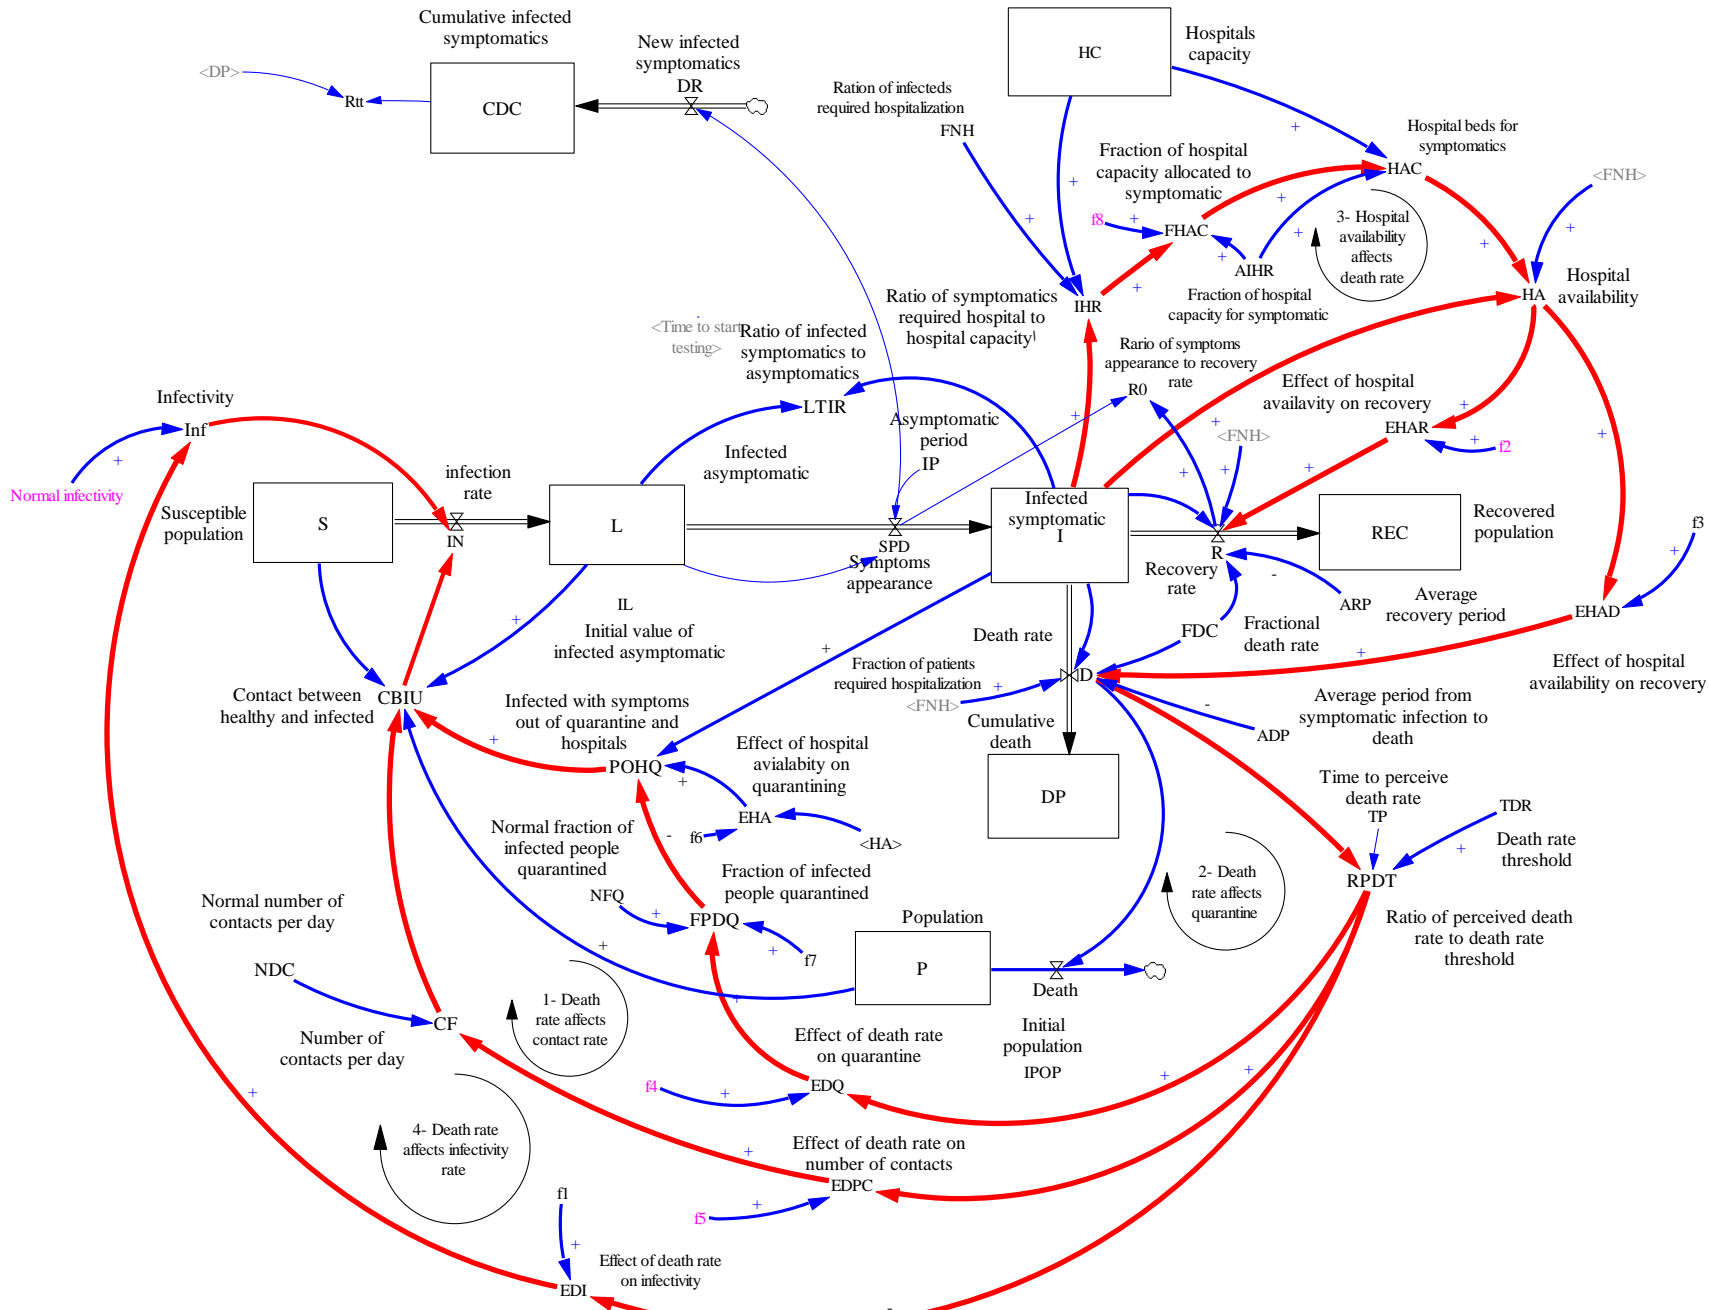 Cumulative infected
symptomatics
<DP>
Rtt
CDC
New infected
symptomatics
DR
HC
Hospitals
capacity
Ration of infecteds
required hospitalization
FNH
Fraction of hospital
capacity allocated to
symptomatic
f8
+
FHAC
+
AIHR
Fraction of hospital
capacity for symptomatic
+
+
+
+
+
+
Hospital beds for
symptomatics
HAC
<FNH>
+
+
3- Hospital
availability
affects
death rate
HA
Hospital
availability
Ratio of symptomatics
required hospital to
hospital capacity\
IHR
+
<Time to start
testing>
Ratio of infected
symptomatics to
asymptomatics
LTIR
Rario of symptoms
appearance to recovery
rate
R0
Effect of hospital
availavity on recovery
EHAR
+
+
f2
+
+
+
<FNH>
+
+
Infectivity
Inf
+
Normal infectivity
Asymptomatic
period
IP
Infected
asymptomatic
infection
rate
IN
Susceptible
population
S
L
SPD
Symptoms
appearance
Infected
symptomatic
I
R
Recovery
rate
REC
Recovered
population
f3
+
EHAD
Effect of hospital
availability on recovery
-
ARP
Average
recovery period
FDC
Fractional
death rate
+
IL
Initial value of
infected asymptomatic
+
+
Death rate
Fraction of patients
required hospitalization
<FNH>
+
D
-
ADP
Average period from
symptomatic infection to
death
Cumulative
death
DP
Contact between
healthy and infected
CBIU
Infected with symptoms
out of quarantine and
hospitals
POHQ
+
Effect of hospital
avialabity on
quarantining
+
EHA
f6
<HA>
-
Normal fraction of
infected people
quarantined
NFQ
+
Fraction of infected
people quarantined
FPDQ
+
f7
Time to perceive
death rate
TP
TDR
+
Death rate
threshold
RPDT
Ratio of perceived death
rate to death rate
threshold
2- Death
rate affects
quarantine
Normal number of
contacts per day
NDC
CF
Number of
contacts per day
1- Death
rate affects
contact rate
+
+
Population
P
Death
Initial
population
IPOP
Effect of death rate
on quarantine
EDQ
f4
+
+
+
+
4- Death rate
affects infectivity
rate
+
Effect of death rate on
number of contacts
EDPC
+
f5
+
f1
+
Effect of death rate
on infectivity
EDI